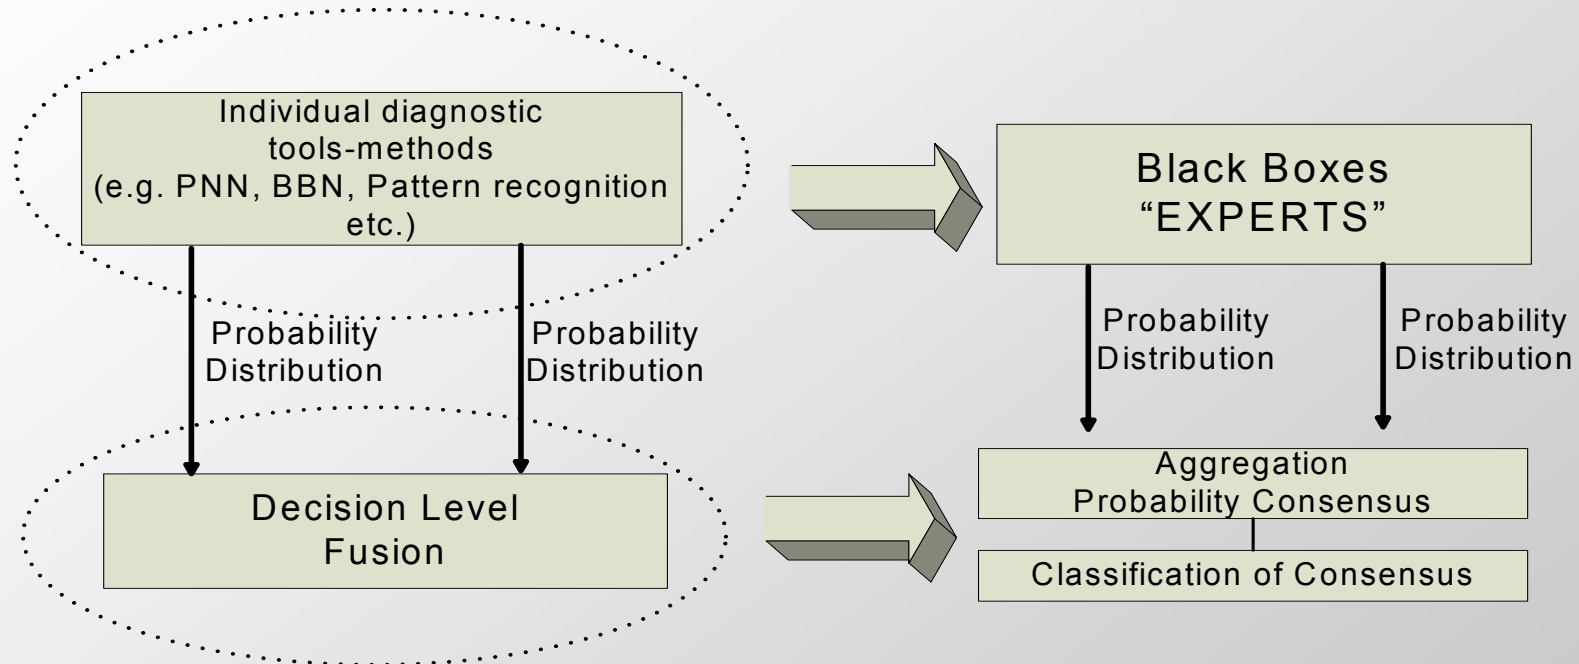 Individual diagnostic
tools-methods
(e.g. PNN, BBN, Pattern recognition
etc.)
Probability
Distribution
Probability
Distribution
Decision Level
Fusion
Black Boxes
“EXPERTS”
Probability
Distribution
Probability
Distribution
Aggregation
Probability Consensus
Classification of Consensus